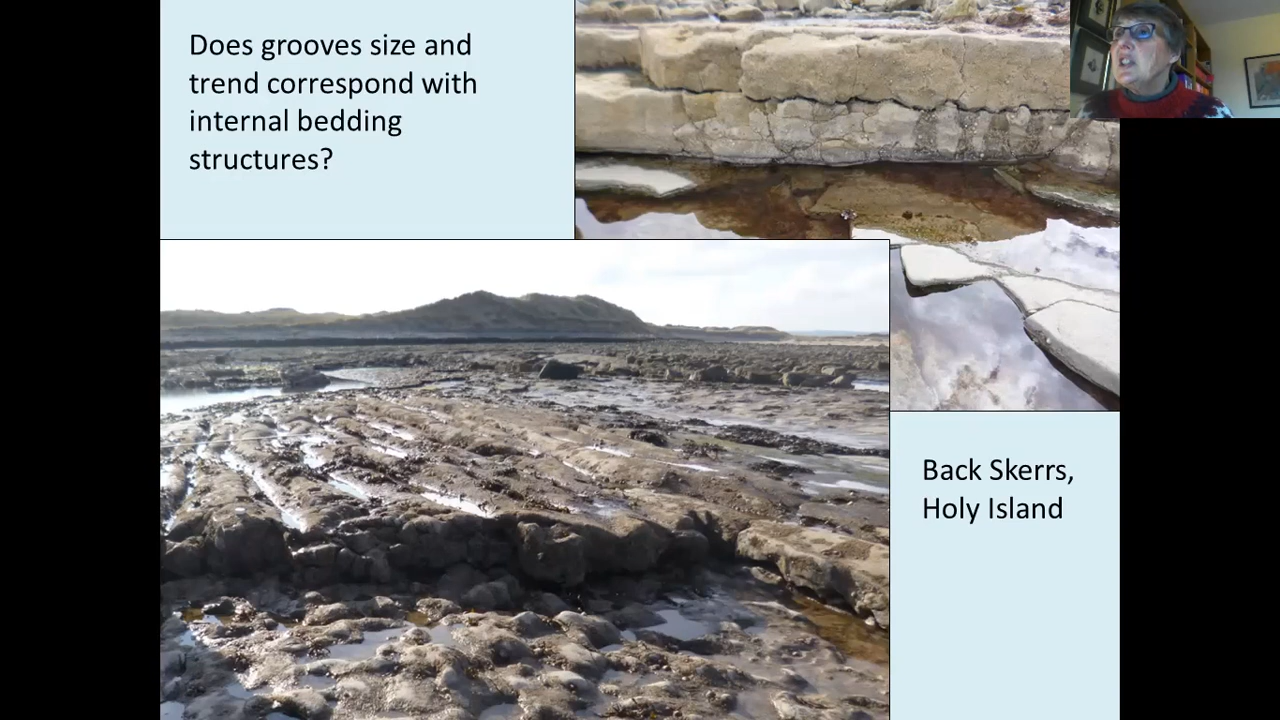 Does grooves size and
trend correspond with
internal bedding
structures?
Back Skerrs,
Holy Island